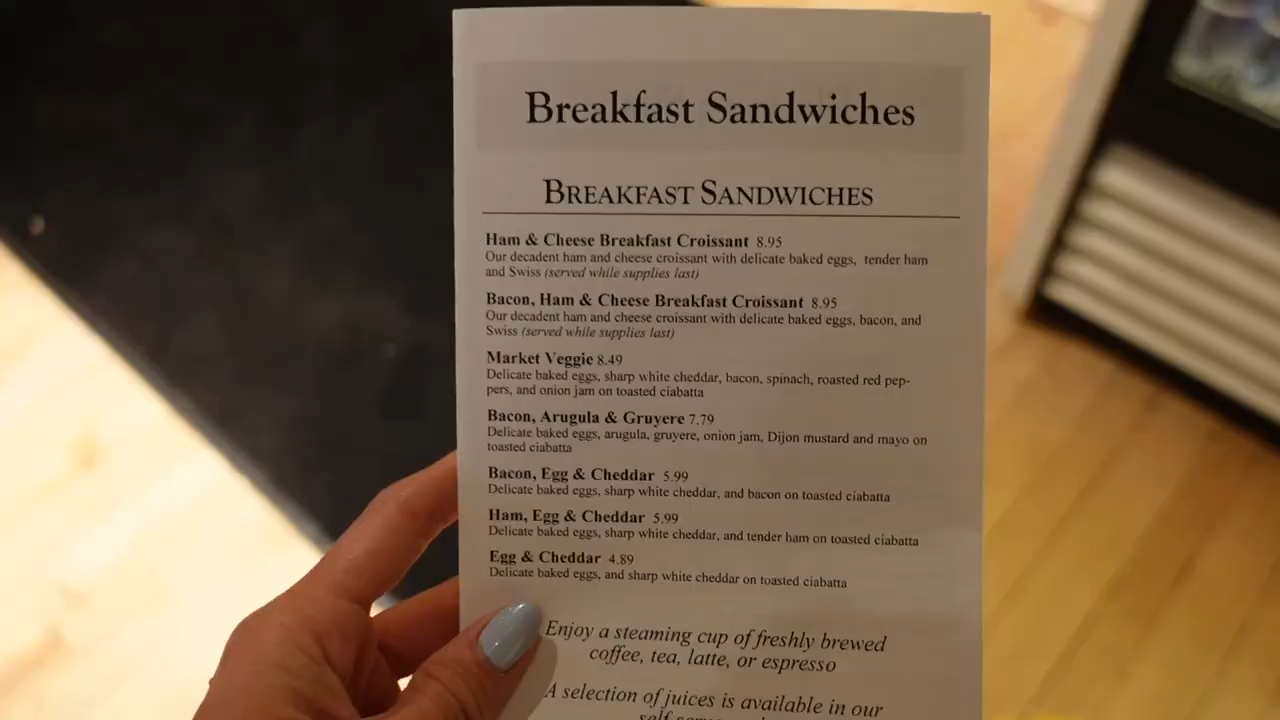 Breakfast Sandwiches
BREAKFAST SANDWICHES
Ham & Cheese Breakfast Croissant 8.95
Our decadent ham and cheese croissant with delicate baked eggs, tender ham
and Swiss (served while supplies last)
Bacon, Ham & Cheese Breakfast Croissant 8.95
Our decadent ham and cheese croissant with delicate baked eggs, bacon, and
Swiss (served while supplies last)
Market Veggie 8.49
Delicate baked eggs, sharp white cheddar, bacon, spinach, roasted red pep-
pers, and onion jam on toasted ciabatta
Bacon, Arugula & Gruyere 7.79
Delicate baked eggs, arugula, gruyere, onion jam, Dijon mustard and mayo on
toasted ciabatta
Bacon, Egg & Cheddar 5.99
Delicate baked eggs, sharp white cheddar, and bacon on toasted ciabatta
Ham, Egg & Cheddar 5.99
Delicate baked eggs, sharp white cheddar, and tender ham on toasted ciabatta
Egg & Cheddar 4.89
Delicate baked eggs, and sharp white cheddar on toasted ciabatta
Enjoy a steaming cup of freshly brewed
coffee, tea, latte, or espresso
A selection of juices is available in our